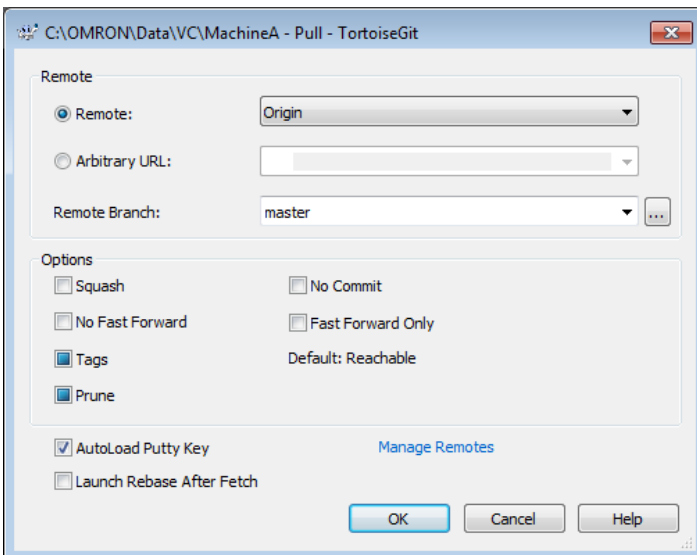 C:\OMRON\Data\VC\MachineA - Pull - TortoiseGit
Remote
Remote:
Origin
Arbitrary URL:
Remote Branch:
master
...
Options
Squash
No Commit
No Fast Forward
Fast Forward Only
Tags
Default: Reachable
Prune
AutoLoad Putty Key
Manage Remotes
Launch Rebase After Fetch
OK
Cancel
Help